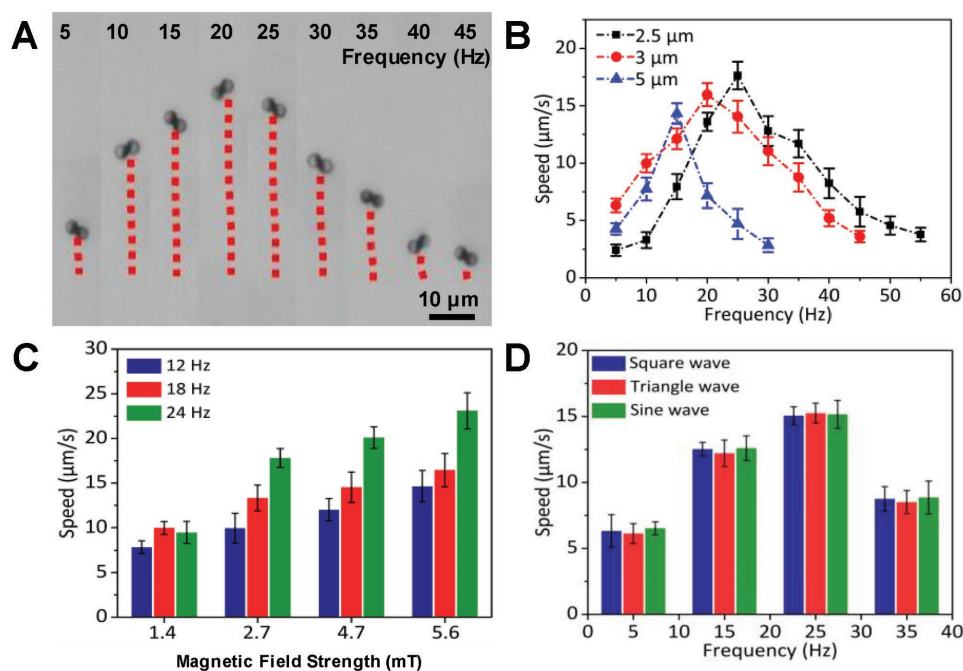 A
5 10 15 20 25 30 35 40 45
Frequency (Hz)
10 μm
B
2.5 μm
3 μm
5 μm
Speed (μm/s)
20
15
10
5
0
0 10 20 30 40 50 60
Frequency (Hz)
C
12 Hz
18 Hz
24 Hz
Speed (μm/s)
30
25
20
15
10
5
0
1.4 2.7 4.7 5.6
Magnetic Field Strength (mT)
D
Square wave
Triangle wave
Sine wave
Speed (μm/s)
20
15
10
5
0
0 5 10 15 20 25 30 35 40
Frequency (Hz)